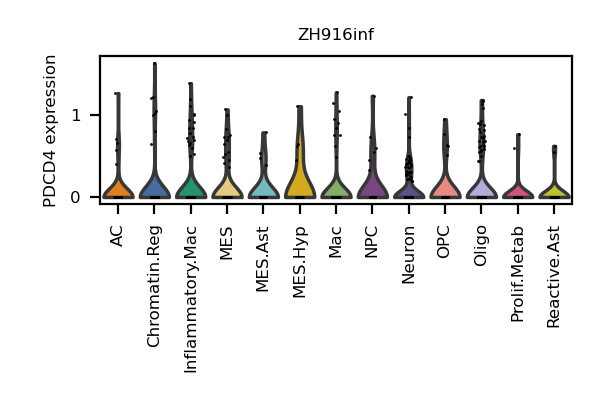 ZH916inf
PDCD4 expression
1
0
AC
Chromatin.Reg
Inflammatory.Mac
MES
MES.Ast
MES.Hyp
Mac
NPC
Neuron
OPC
Oligo
Prolif.Metab
Reactive.Ast